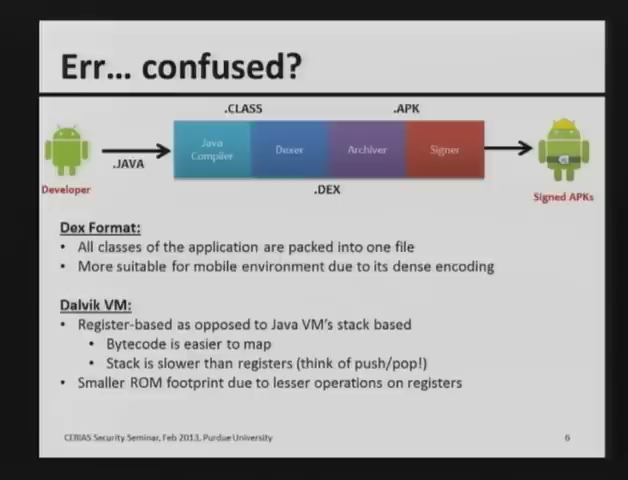 Err... confused?
.CLASS
.APK
Java
Compiler
Dexer
Archiver
Signer
.JAVA
.DEX
Developer
Signed APKs
Dex Format:
• All classes of the application are packed into one file
• More suitable for mobile environment due to its dense encoding
Dalvik VM:
• Register-based as opposed to Java VM's stack based
• Bytecode is easier to map
• Stack is slower than registers (think of push/pop!)
• Smaller ROM footprint due to lesser operations on registers
CERIAS Security Seminar, Feb 2013, Purdue University
6